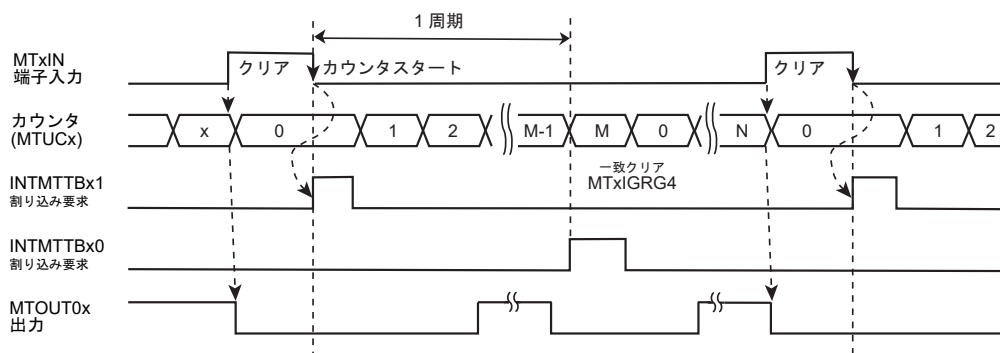 1 周期
MTxIN
端子入力
クリア
カウンタスタート
クリア
カウンタ
(MTUCx)
x 0 1 2 M-1 M 0 N 0 1 2
一致クリア
MTxIGRG4
INTMTTBx1
割り込み要求
INTMTTBx0
割り込み要求
MTOUT0x
出力